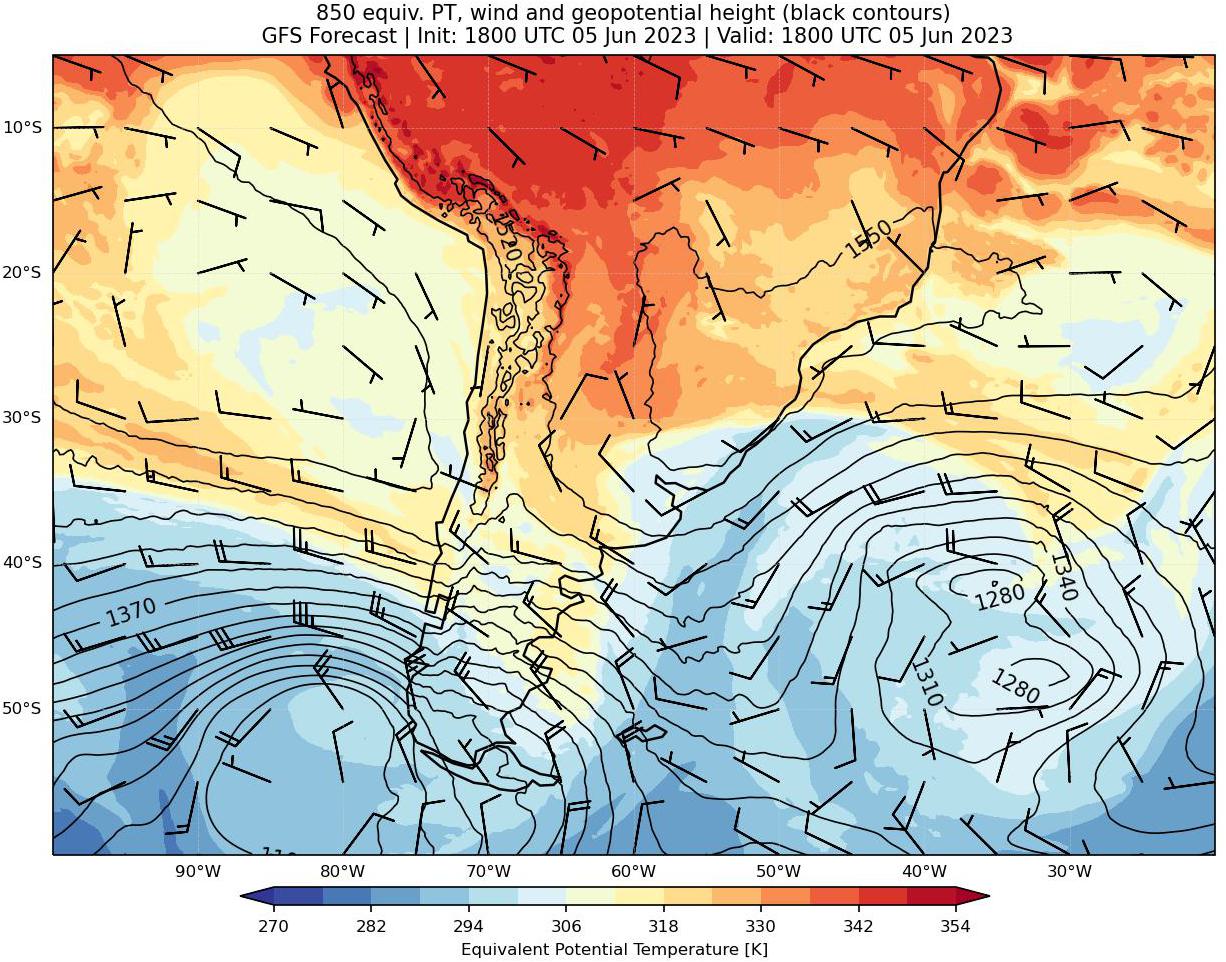 850 equiv. PT, wind and geopotential height (black contours)
GFS Forecast | Init: 1800 UTC 05 Jun 2023 | Valid: 1800 UTC 05 Jun 2023
10°S
20°S
30°S
40°S
50°S
1520
1550
1370
1340
1280
1310
1280
90°W
80°W
70°W
60°W
50°W
40°W
30°W
270
282
294
306
318
330
342
354
Equivalent Potential Temperature [K]